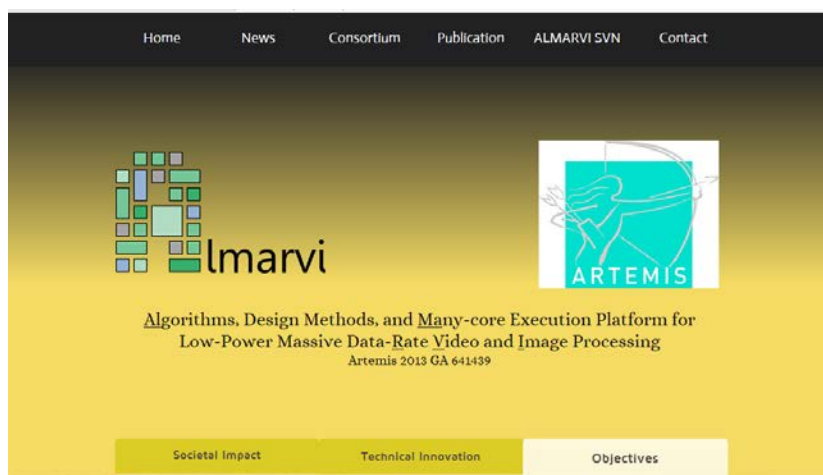 Home News Consortium Publication ALMARVI SVN Contact
Almarvi
ARTEMIS
Algorithms, Design Methods, and Many-core Execution Platform for
Low-Power Massive Data-Rate Video and Image Processing
Artemis 2013 GA 641439
Societal Impact Technical Innovation Objectives